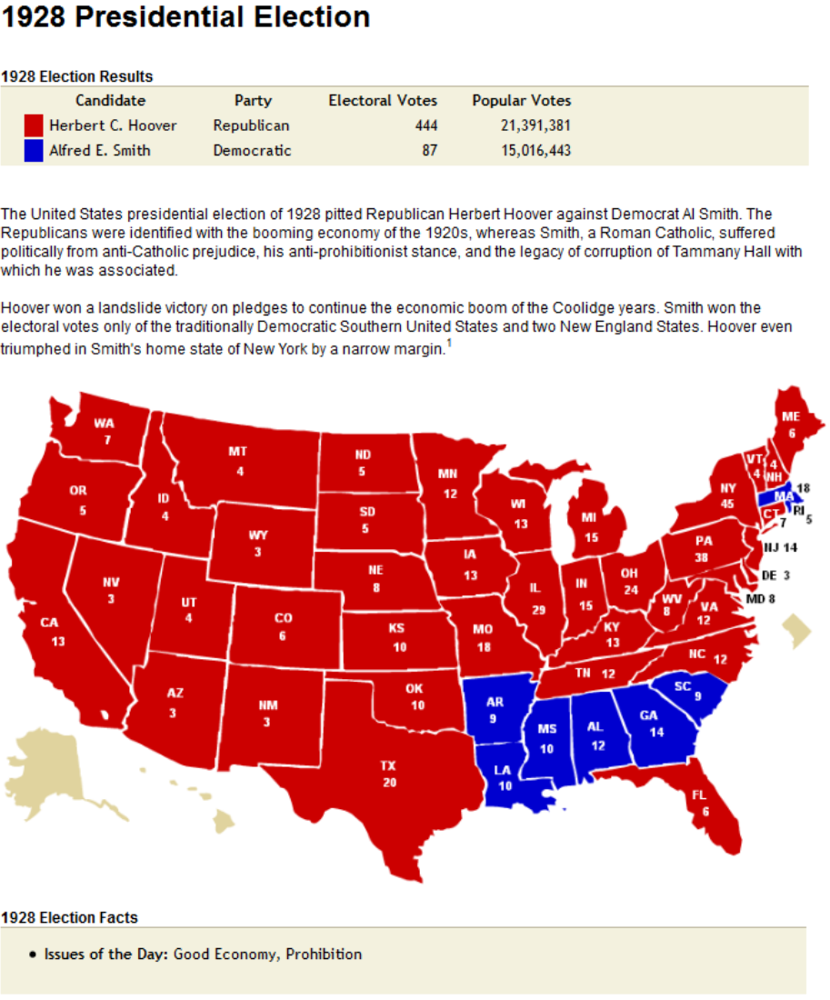 1928 Presidential Election
1928 Election Results
Candidate Party Electoral Votes Popular Votes
Herbert C. Hoover Republican 444 21,391,381
Alfred E. Smith Democratic 87 15,016,443
The United States presidential election of 1928 pitted Republican Herbert Hoover against Democrat Al Smith. The
Republicans were identified with the booming economy of the 1920s, whereas Smith, a Roman Catholic, suffered
politically from anti-Catholic prejudice, his anti-prohibitionist stance, and the legacy of corruption of Tammany Hall with
which he was associated.
Hoover won a landslide victory on pledges to continue the economic boom of the Coolidge years. Smith won the
electoral votes only of the traditionally Democratic Southern United States and two New England States. Hoover even
triumphed in Smith's home state of New York by a narrow margin.1
WA
7
OR
5
ID
4
MT
4
ND
5
MN
12
SD
5
WY
3
NE
8
IA
13
WI
13
MI
15
NY
45
VT
4
4
NH
ME
6
MA
18
RI
5
CT
7
PA
38
NJ 14
DE 3
MD 8
CA
13
NV
3
UT
4
CO
6
KS
10
MO
18
IL
29
IN
15
OH
24
WV
8
VA
12
KY
13
TN 12
NC 12
AZ
3
NM
3
OK
10
AR
9
SC
9
TX
20
LA
10
MS
10
AL
12
GA
14
FL
6
1928 Election Facts
• Issues of the Day: Good Economy, Prohibition